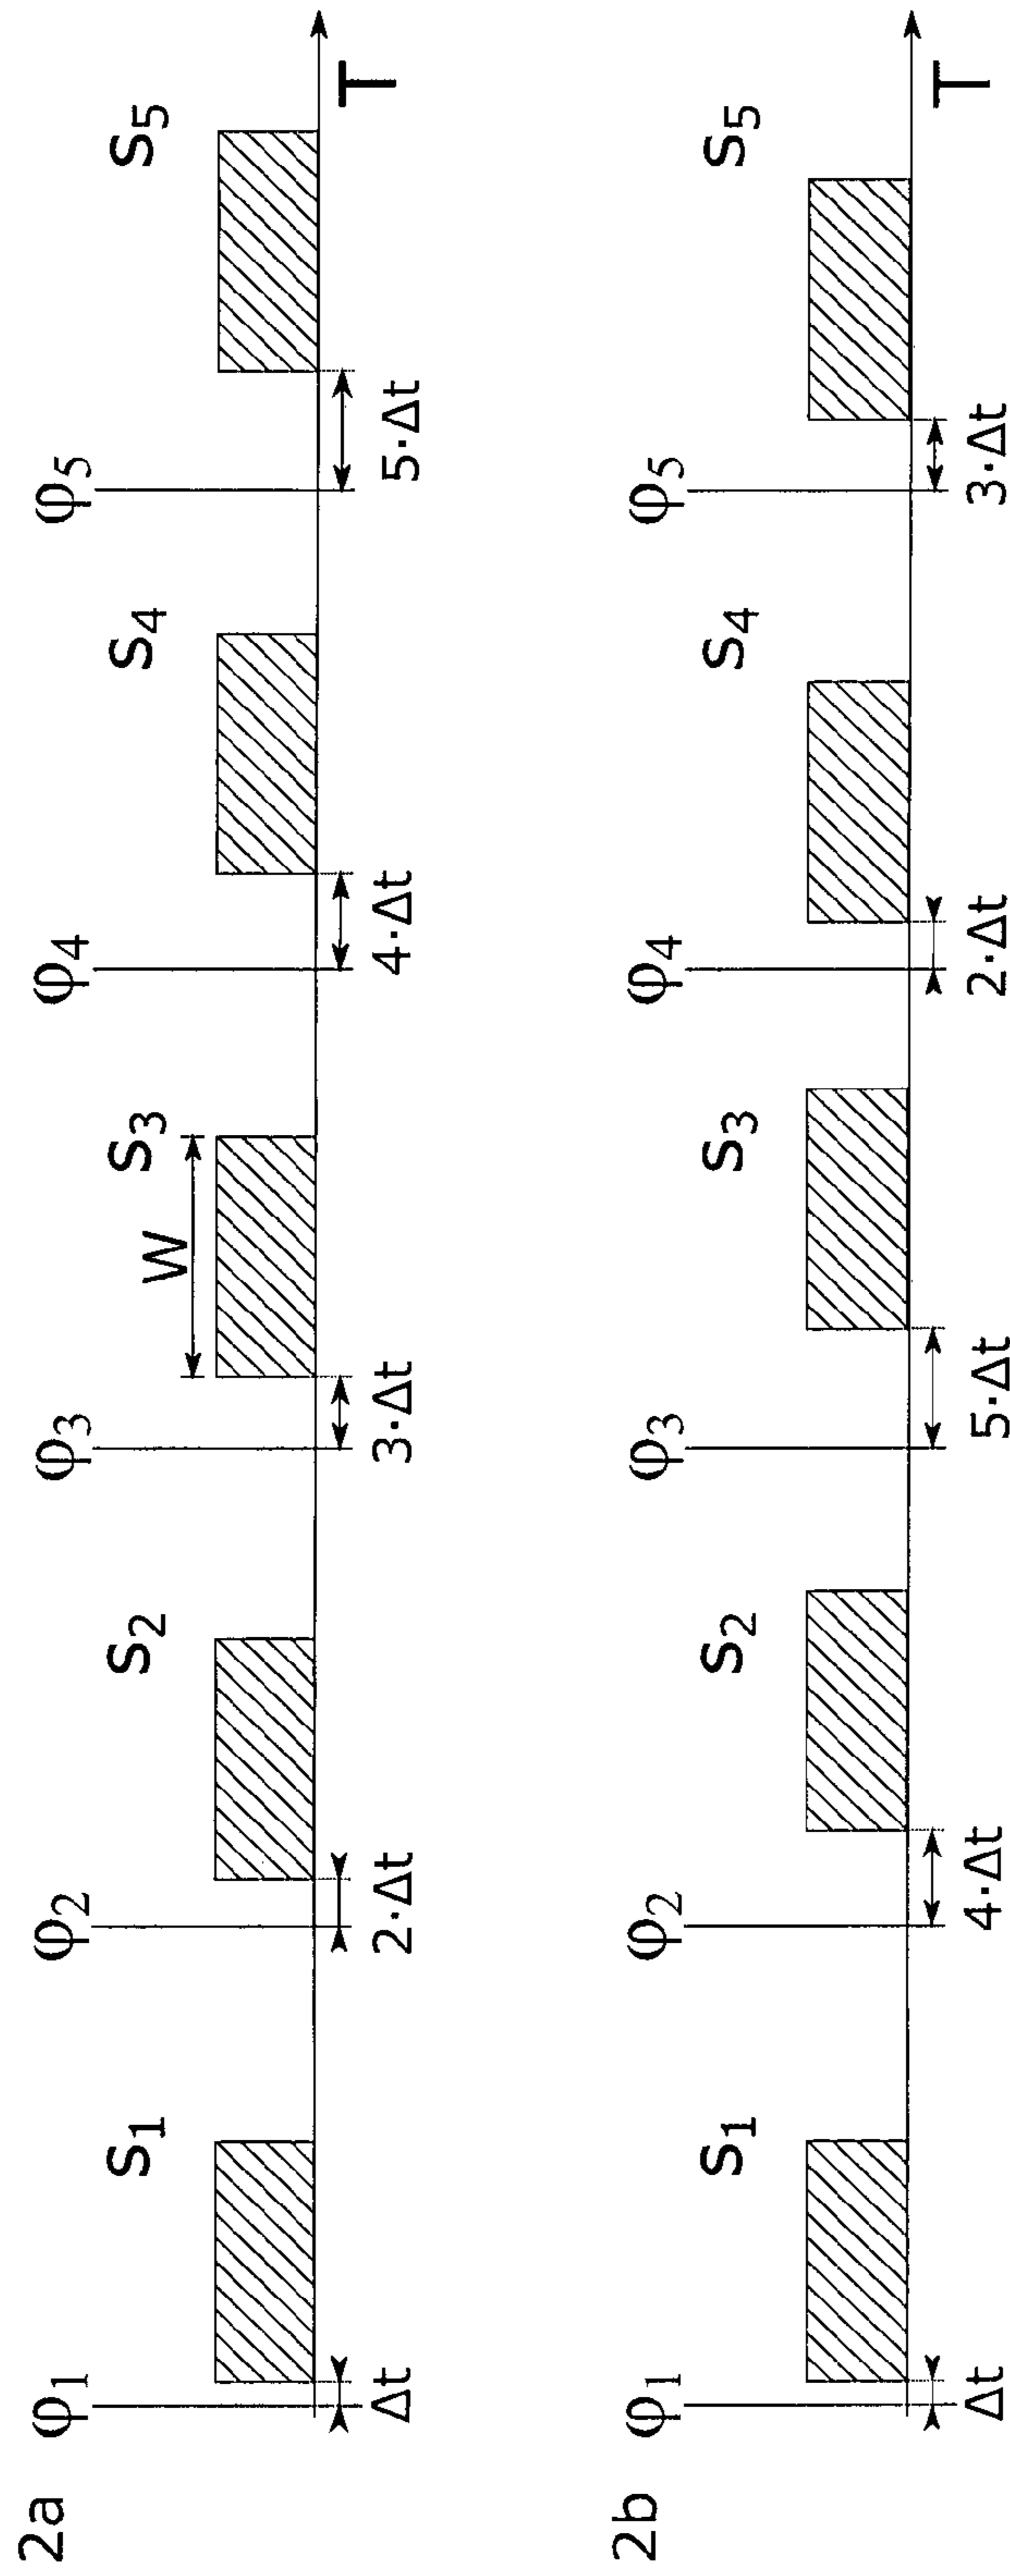 2a
φ1 φ2 φ3 φ4 φ5
S1 S2 S3 S4 S5
W
Δt 2·Δt 3·Δt 4·Δt 5·Δt
T
2b
φ1 φ2 φ3 φ4 φ5
S1 S2 S3 S4 S5
Δt 4·Δt 5·Δt 2·Δt 3·Δt
T